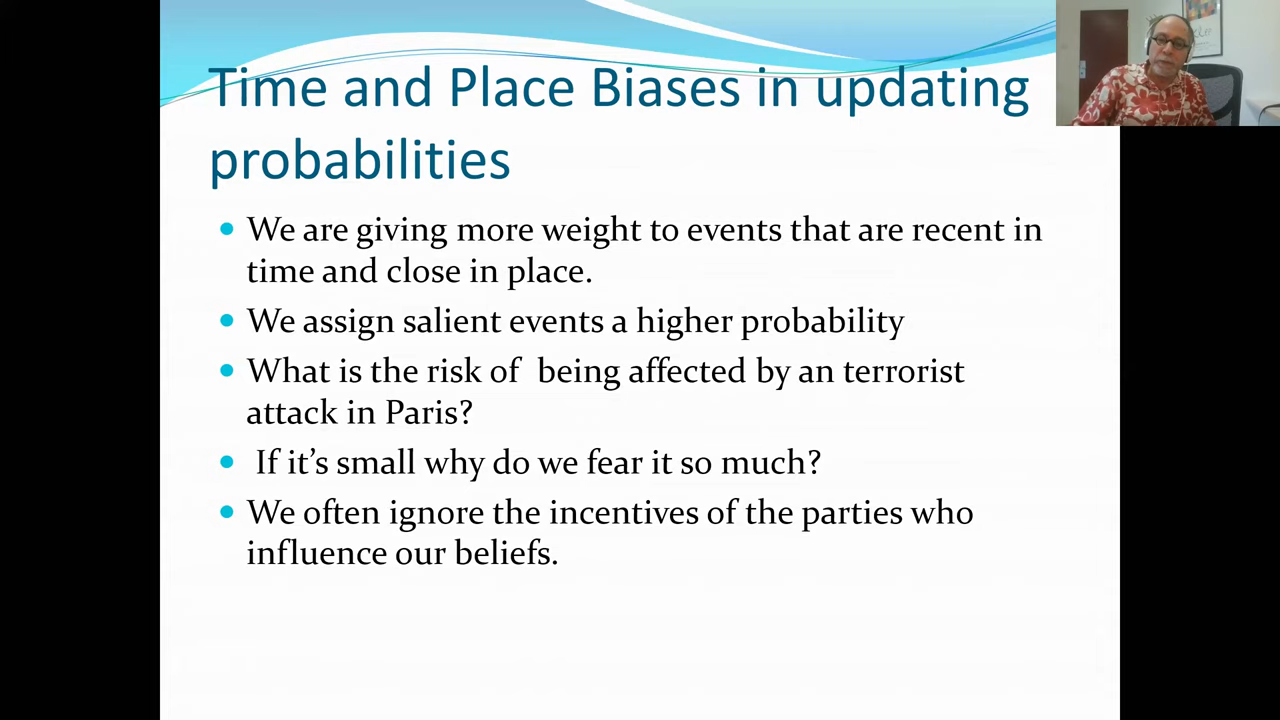 Time and Place Biases in updating
probabilities
We are giving more weight to events that are recent in
time and close in place.
We assign salient events a higher probability
What is the risk of being affected by an terrorist
attack in Paris?
If it’s small why do we fear it so much?
We often ignore the incentives of the parties who
influence our beliefs.